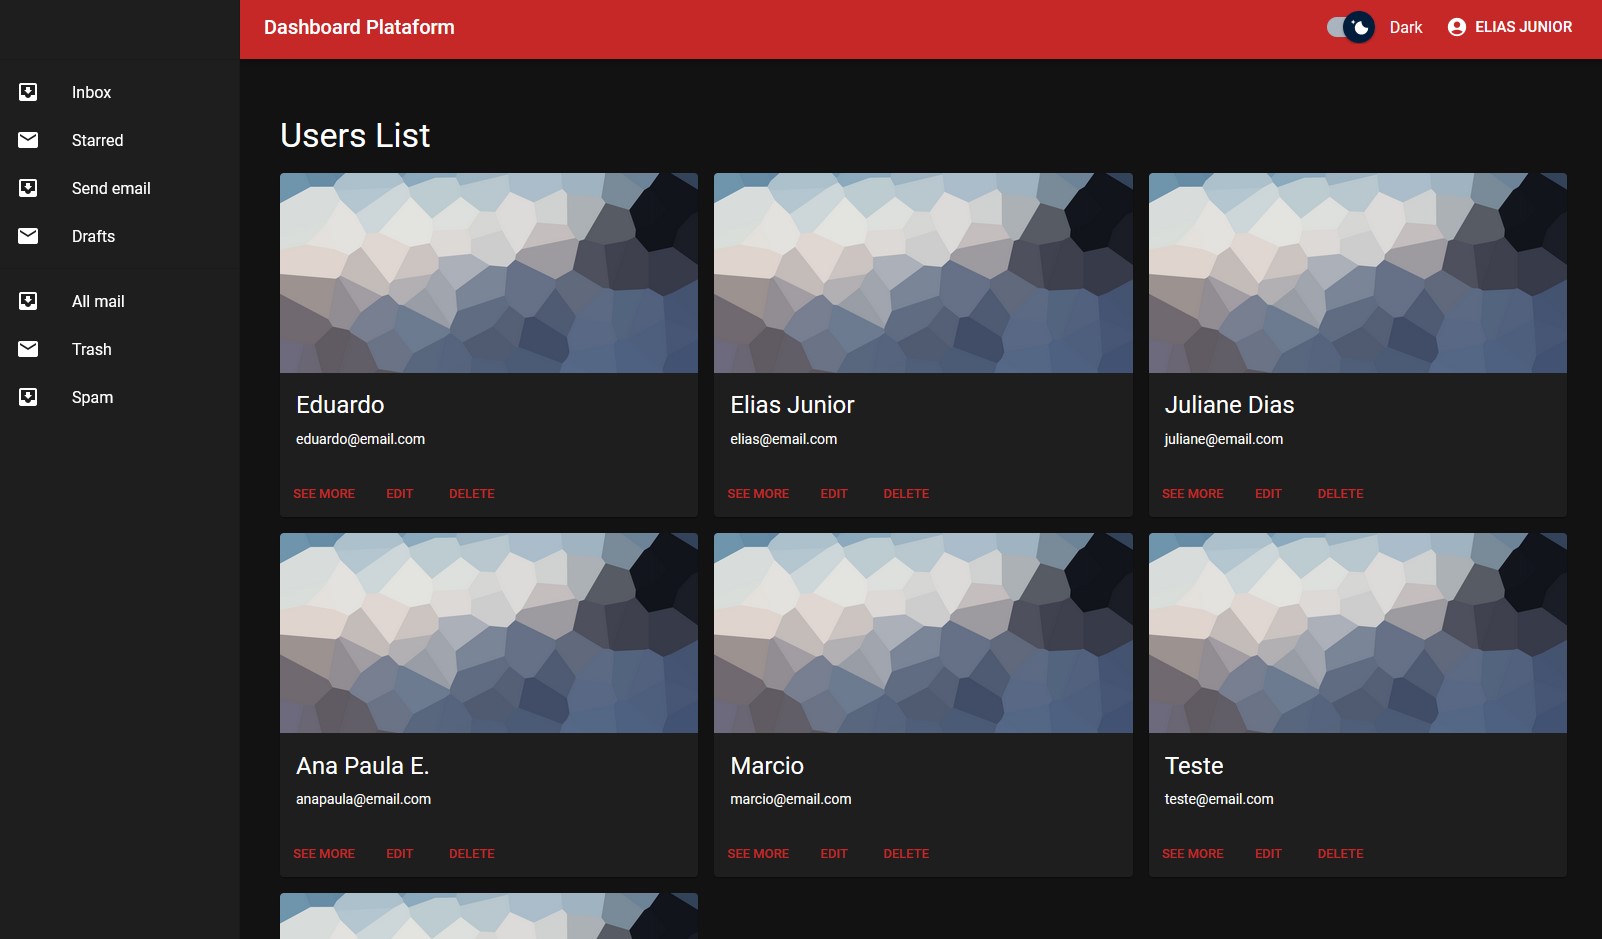 Dashboard Plataform
Dark
ELIAS JUNIOR
Inbox
Starred
Send email
Drafts
All mail
Trash
Spam
Users List
Eduardo
eduardo@email.com
SEE MORE EDIT DELETE
Elias Junior
elias@email.com
SEE MORE EDIT DELETE
Juliane Dias
juliane@email.com
SEE MORE EDIT DELETE
Ana Paula E.
anapaula@email.com
SEE MORE EDIT DELETE
Marcio
marcio@email.com
SEE MORE EDIT DELETE
Teste
teste@email.com
SEE MORE EDIT DELETE